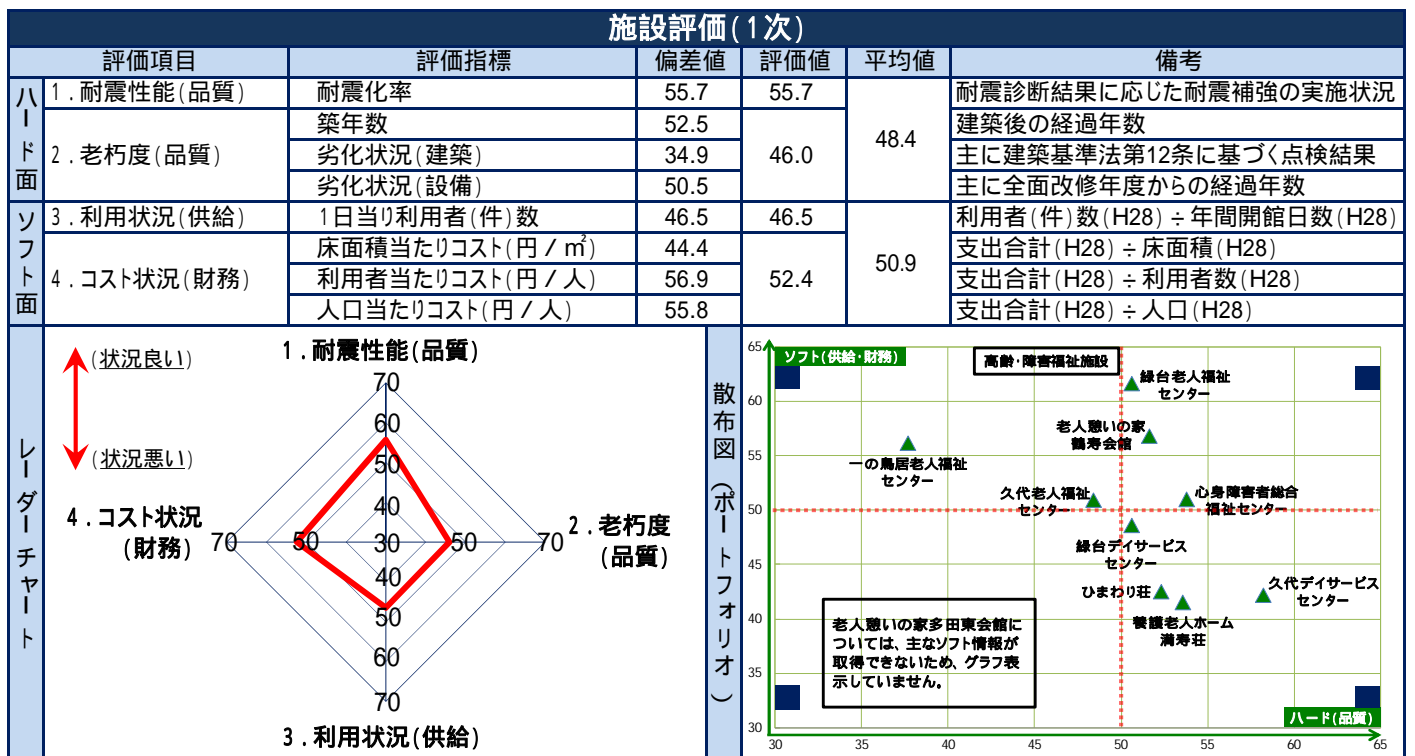 施設評価(1次)
評価項目 評価指標 偏差値 評価値 平均値 備考
ハード面
1.耐震性能(品質) 耐震化率 55.7 55.7 48.4 耐震診断結果に応じた耐震補強の実施状況
2.老朽度(品質) 築年数 52.5 46.0 建築後の経過年数
劣化状況(建築) 34.9 主に建築基準法第12条に基づく点検結果
劣化状況(設備) 50.5 主に全面改修年度からの経過年数
ソフト面
3.利用状況(供給) 1日当り利用者(件)数 46.5 46.5 50.9 利用者(件)数(H28)÷年間開館日数(H28)
4.コスト状況(財務) 床面積当たりコスト(円/㎡) 44.4 52.4 支出合計(H28)÷床面積(H28)
利用者当たりコスト(円/人) 56.9 支出合計(H28)÷利用者数(H28)
人口当たりコスト(円/人) 55.8 支出合計(H28)÷人口(H28)
レーダーチャート
(状況良い)
(状況悪い)
1.耐震性能(品質)
70
60
50
40
30
40
50
60
70
50
70
50
70
2.老朽度
(品質)
3.利用状況(供給)
4.コスト状況
(財務)
散布図(ポートフォリオ)
ソフト(供給・財務)
高齢・障害福祉施設
緑台老人福祉
センター
老人憩いの家
鶴寿会館
一の鳥居老人福祉
センター
久代老人福祉
センター
心身障害者総合
福祉センター
緑台デイサービス
センター
ひまわり荘
久代デイサービス
センター
養護老人ホーム
満寿荘
老人憩いの家多田東会館に
ついては、主なソフト情報が
取得できないため、グラフ表
示していません。
ハード(品質)
65
60
55
50
45
40
35
30
30 35 40 45 50 55 60 65